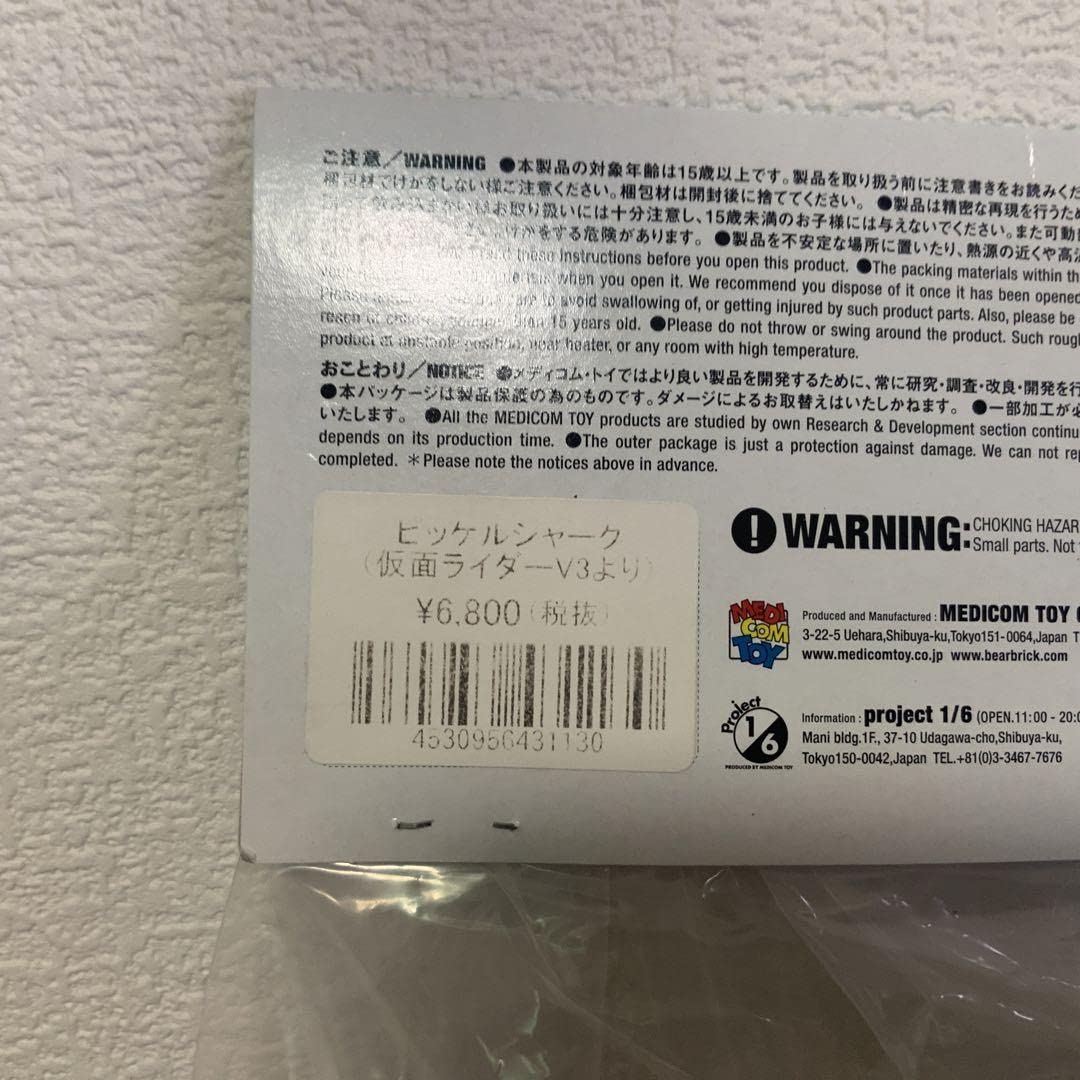 ご注意/WARNING ●本製品の対象年齢は15歳以上です。製品を取り扱う前に注意書きをお読みくだ
梱包材でけがをしない様ご注意ください。梱包材は開封後に捨ててください。 ●製品は精密な再現を行うため
お取り扱いには十分注意し、15歳未満のお子様には与えないでください。また可動
をする危険があります。 ●製品を不安定な場所に置いたり、熱源の近くや高温
these instructions before you open this product. ●The packing materials within the
when you open it. We recommend you dispose of it once it has been opened
are to avoid swallowing of, or getting injured by such product parts. Also, please be
than 15 years old. ●Please do not throw or swing around the product. Such rough
product at unstable position, near heater, or any room with high temperature.
おことわり/NOTICE ●メディコム・トイではより良い製品を開発するために、常に研究・調査・改良・開発を行
●本パッケージは製品保護の為のものです。ダメージによるお取替えはいたしかねます。 ●一部加工が必
いたします。 ●All the MEDICOM TOY products are studied by own Research & Development section continu
depends on its production time. ●The outer package is just a protection against damage. We can not rep
completed. *Please note the notices above in advance.
ピッケルシャーク
(仮面ライダーV3より)
¥6,800(税抜)
4530956431130
! WARNING: CHOKING HAZAR
Small parts. Not
MEDI COM TOY
Produced and Manufactured : MEDICOM TOY C
3-22-5 Uehara,Shibuya-ku,Tokyo151-0064,Japan T
www.medicomtoy.co.jp www.bearbrick.com
Project 1/6
PRODUCED BY MEDICOM TOY
Information : project 1/6 (OPEN.11:00 - 20:0
Mani bldg.1F., 37-10 Udagawa-cho,Shibuya-ku,
Tokyo150-0042,Japan TEL.+81(0)3-3467-7676